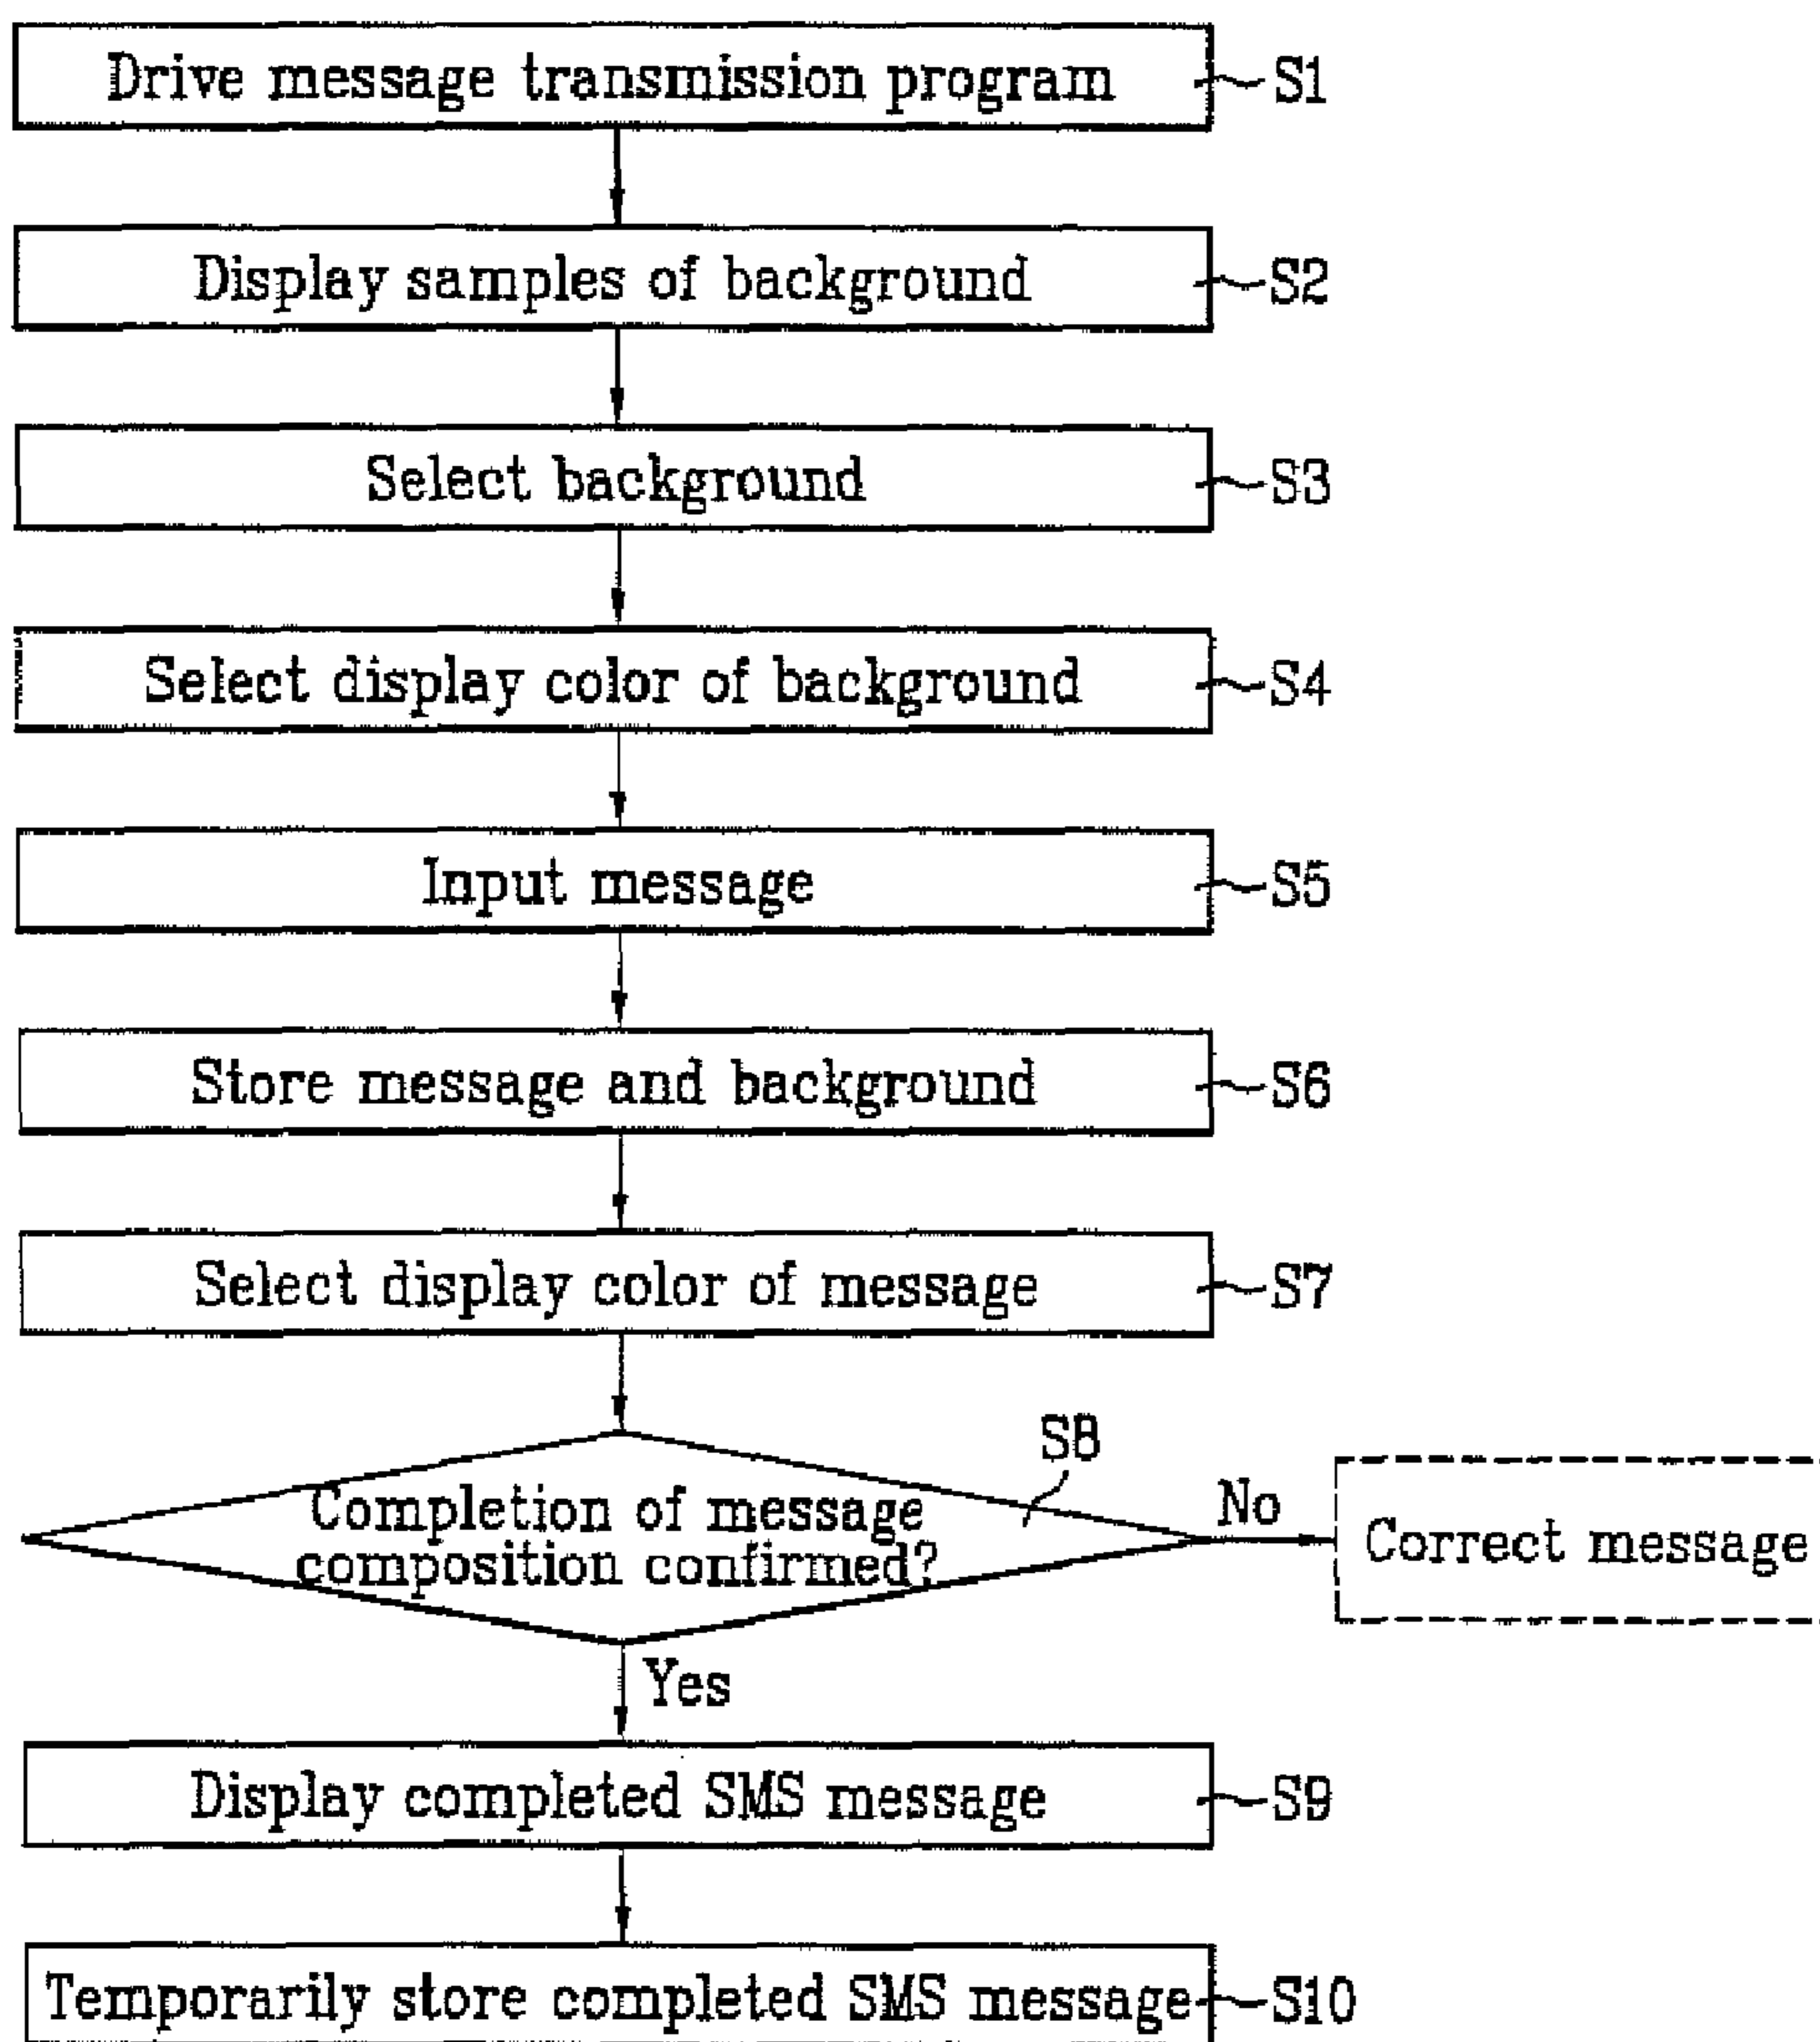 Drive message transmission program S1
Display samples of background S2
Select background S3
Select display color of background S4
Input message S5
Store message and background S6
Select display color of message S7
S8
Completion of message
composition confirmed?
No
Correct message
Yes
Display completed SMS message S9
Temporarily store completed SMS message S10